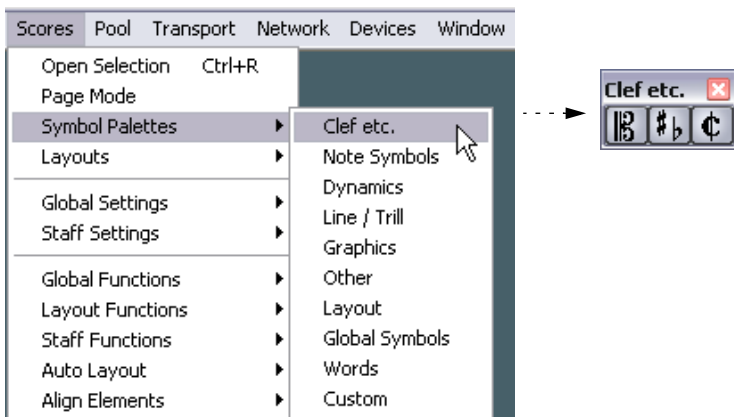 Scores Pool Transport Network Devices Window
Open Selection Ctrl+R
Page Mode
Symbol Palettes
Layouts
Global Settings
Staff Settings
Global Functions
Layout Functions
Staff Functions
Auto Layout
Align Elements
Clef etc.
Note Symbols
Dynamics
Line / Trill
Graphics
Other
Layout
Global Symbols
Words
Custom
Clef etc.